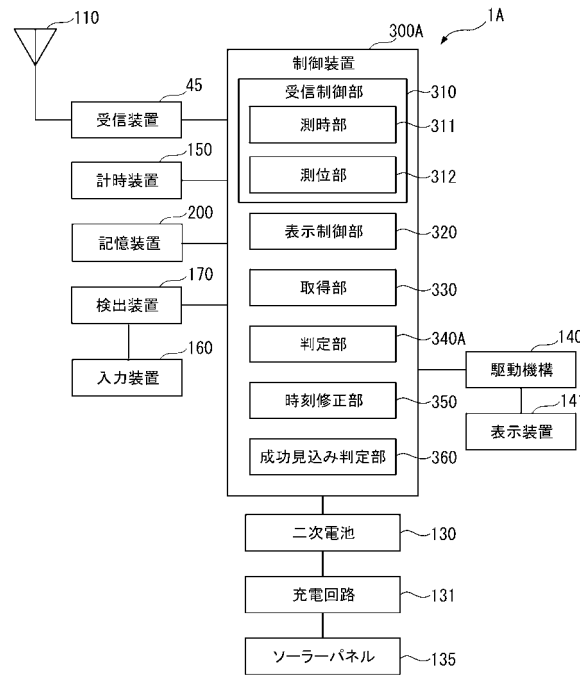 110
1A
300A
制御装置
45
受信装置
受信制御部
310
測時部
311
150
計時装置
測位部
312
200
記憶装置
表示制御部
320
170
検出装置
取得部
330
160
入力装置
判定部
340A
140
駆動機構
時刻修正部
350
141
表示装置
成功見込み判定部
360
二次電池
130
充電回路
131
ソーラーパネル
135